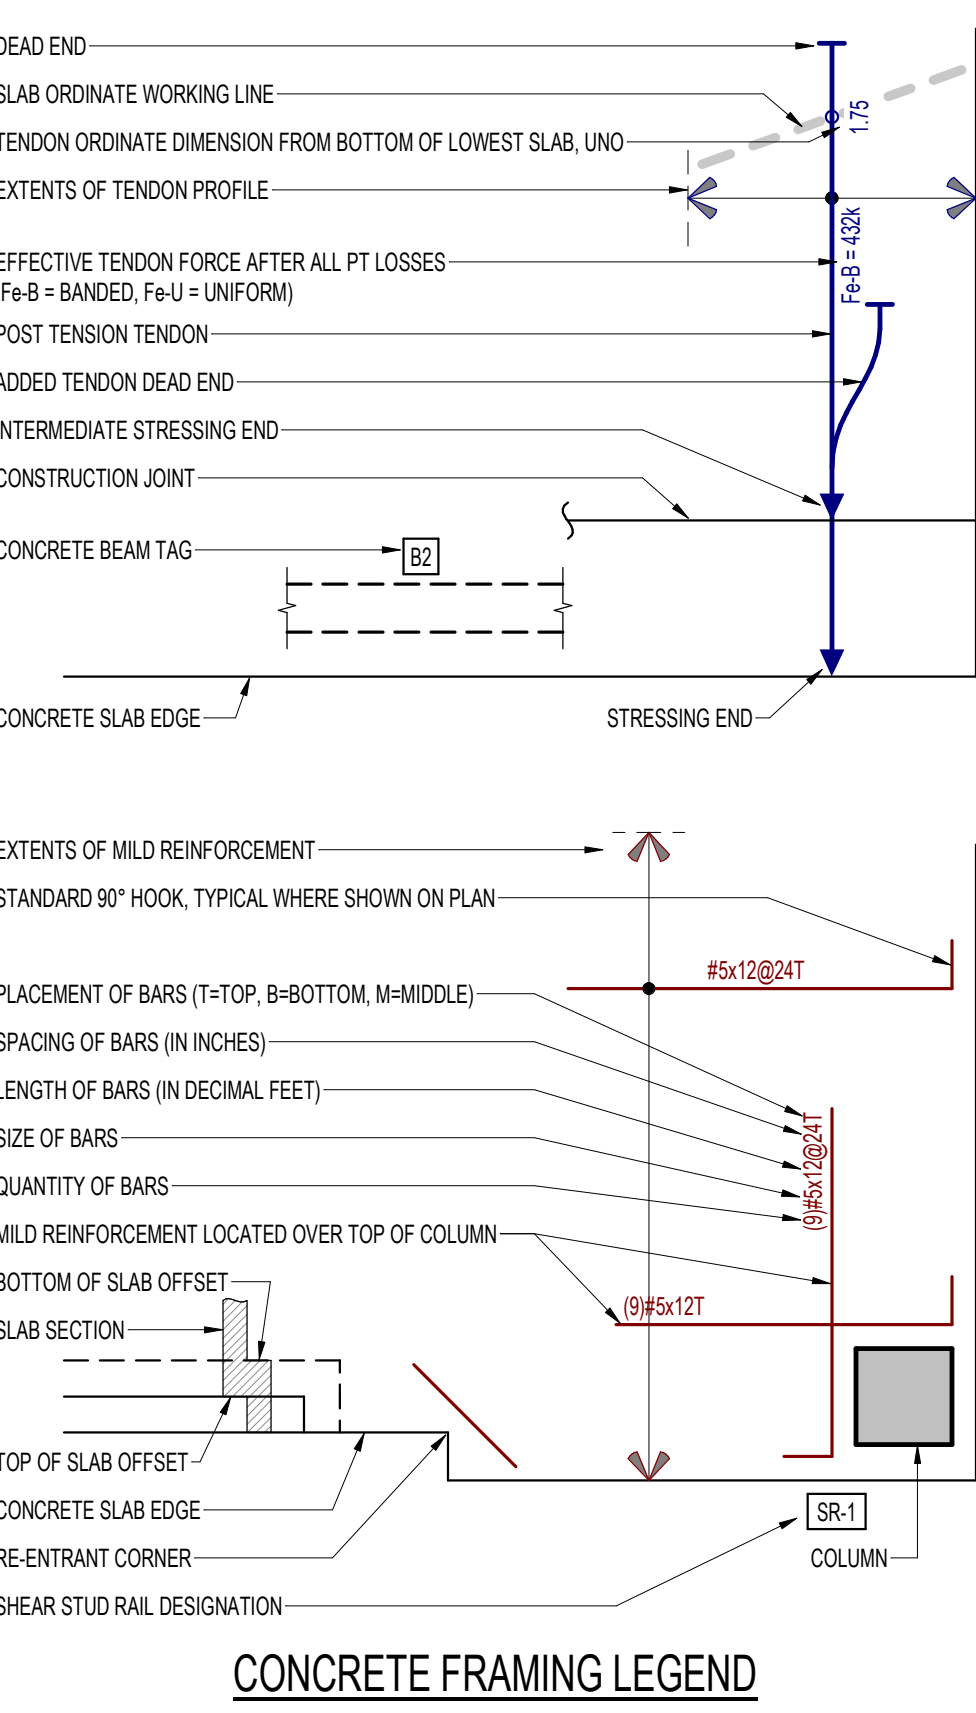 DEAD END
SLAB ORDINATE WORKING LINE
1.75
TENDON ORDINATE DIMENSION FROM BOTTOM OF LOWEST SLAB, UNO
EXTENTS OF TENDON PROFILE
EFFECTIVE TENDON FORCE AFTER ALL PT LOSSES
(Fe-B = BANDED, Fe-U = UNIFORM)
Fe-B = 432k
POST TENSION TENDON
ADDED TENDON DEAD END
INTERMEDIATE STRESSING END
CONSTRUCTION JOINT
CONCRETE BEAM TAG
B2
CONCRETE SLAB EDGE
STRESSING END
EXTENTS OF MILD REINFORCEMENT
STANDARD 90° HOOK, TYPICAL WHERE SHOWN ON PLAN
#5x12@24T
PLACEMENT OF BARS (T=TOP, B=BOTTOM, M=MIDDLE)
SPACING OF BARS (IN INCHES)
LENGTH OF BARS (IN DECIMAL FEET)
SIZE OF BARS
QUANTITY OF BARS
(9)#5x12@24T
MILD REINFORCEMENT LOCATED OVER TOP OF COLUMN
BOTTOM OF SLAB OFFSET
(9)#5x12T
SLAB SECTION
TOP OF SLAB OFFSET
CONCRETE SLAB EDGE
SR-1
RE-ENTRANT CORNER
COLUMN
SHEAR STUD RAIL DESIGNATION
CONCRETE FRAMING LEGEND